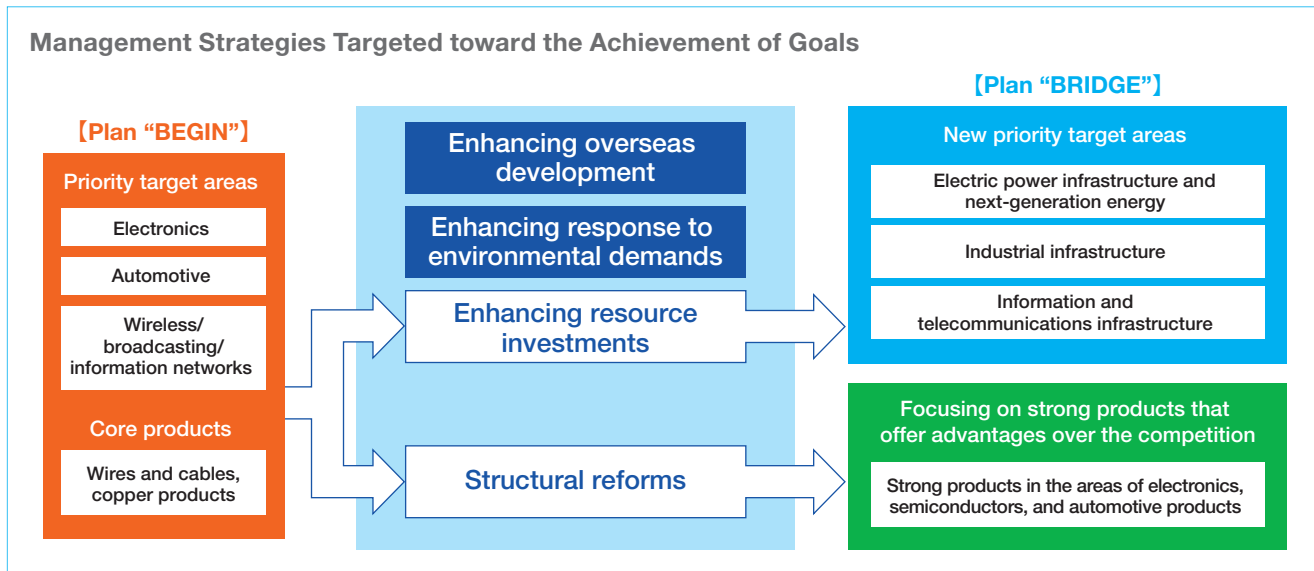 Management Strategies Targeted toward the Achievement of Goals
【Plan “BEGIN”】
Priority target areas
Electronics
Automotive
Wireless/
broadcasting/
information networks
Core products
Wires and cables,
copper products
Enhancing overseas
development
Enhancing response to
environmental demands
Enhancing resource
investments
Structural reforms
【Plan “BRIDGE”】
New priority target areas
Electric power infrastructure and
next-generation energy
Industrial infrastructure
Information and
telecommunications infrastructure
Focusing on strong products that
offer advantages over the competition
Strong products in the areas of electronics,
semiconductors, and automotive products